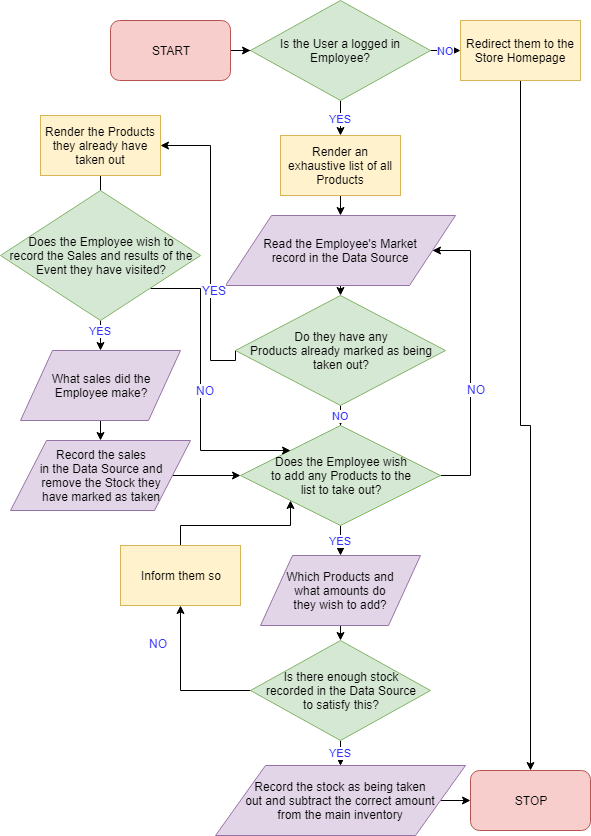 START
Is the User a logged in
Employee?
NO
Redirect them to the
Store Homepage
YES
Render the Products
they already have
taken out
Render an
exhaustive list of all
Products
Does the Employee wish to
record the Sales and results of the
Event they have visited?
Read the Employee's Market
record in the Data Source
YES
YES
Do they have any
Products already marked as being
taken out?
What sales did the
Employee make?
NO
NO
NO
Record the sales
in the Data Source and
remove the Stock they
have marked as taken
Does the Employee wish
to add any Products to the
list to take out?
YES
Inform them so
Which Products and
what amounts do
they wish to add?
NO
Is there enough stock
recorded in the Data Source
to satisfy this?
YES
Record the stock as being taken
out and subtract the correct amount
from the main inventory
STOP